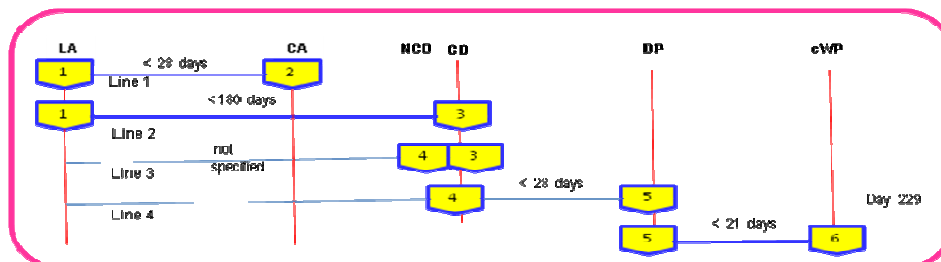 LA CA NCD CD DP cWP
1 < 28 days 2
Line 1
1 <180 days 3
Line 2
not
specified
4 3
Line 3
4 < 28 days 5
Line 4
Day 229
5 < 21 days 6